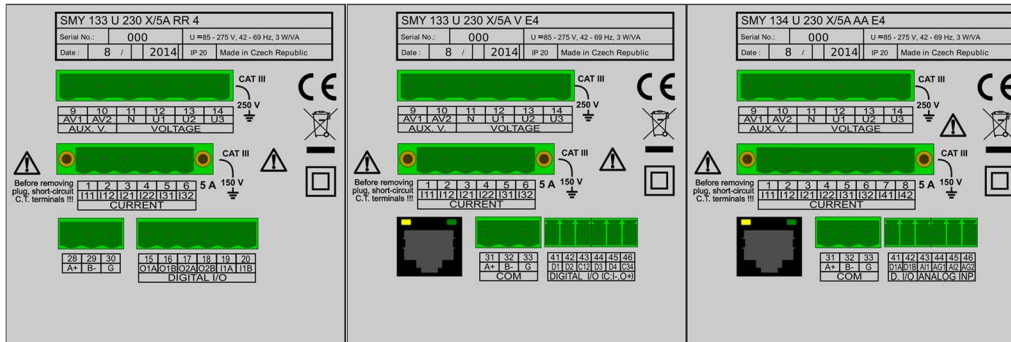 SMY 133 U 230 X/5A RR 4
Serial No.: 000 U ≂85 - 275 V, 42 - 69 Hz, 3 W/VA
Date : 8 / 2014 IP 20 Made in Czech Republic
CAT III
250 V
9 10 11 12 13 14
AV1 AV2 N U1 U2 U3
AUX. V. VOLTAGE
CAT III
150 V
5 A
Before removing
plug, short-circuit
C.T. terminals !!!
1 2 3 4 5 6
I11 I12 I21 I22 I31 I32
CURRENT
28 29 30
A+ B- G
15 16 17 18 19 20
O1A O1B O2A O2B I1A I1B
DIGITAL I/O
SMY 133 U 230 X/5A V E4
Serial No.: 000 U ≂85 - 275 V, 42 - 69 Hz, 3 W/VA
Date : 8 / 2014 IP 20 Made in Czech Republic
CAT III
250 V
9 10 11 12 13 14
AV1 AV2 N U1 U2 U3
AUX. V. VOLTAGE
CAT III
150 V
5 A
Before removing
plug, short-circuit
C.T. terminals !!!
1 2 3 4 5 6
I11 I12 I21 I22 I31 I32
CURRENT
31 32 33
A+ B- G
COM
41 42 43 44 45 46
D1 D2 C12 D3 D4 C34
DIGITAL I/O (C:I-,O+)
SMY 134 U 230 X/5A AA E4
Serial No.: 000 U ≂85 - 275 V, 42 - 69 Hz, 3 W/VA
Date : 8 / 2014 IP 20 Made in Czech Republic
CAT III
250 V
9 10 11 12 13 14
AV1 AV2 N U1 U2 U3
AUX. V. VOLTAGE
CAT III
150 V
5 A
Before removing
plug, short-circuit
C.T. terminals !!!
1 2 3 4 5 6 7 8
I11 I12 I21 I22 I31 I32 I41 I42
CURRENT
31 32 33
A+ B- G
COM
41 42 43 44 45 46
D1A D1B AI1 AG1 AI2 AG2
D. I/O ANALOG INP.